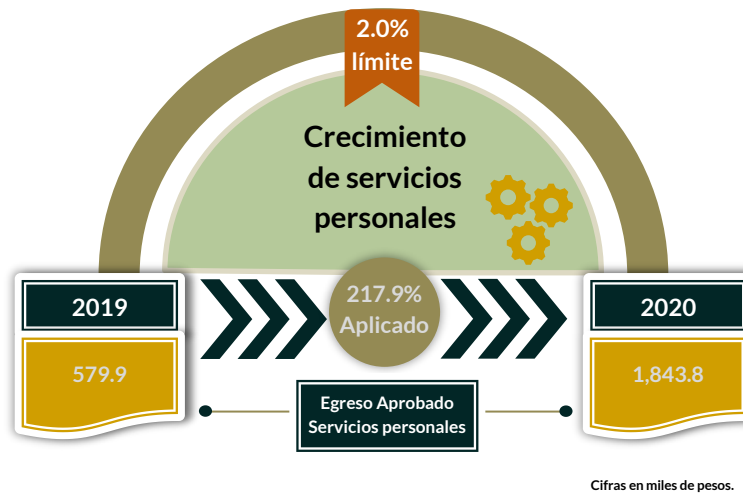 2.0%
límite
Crecimiento
de servicios
personales
2019
217.9%
Aplicado
2020
579.9
1,843.8
Egreso Aprobado
Servicios personales
Cifras en miles de pesos.